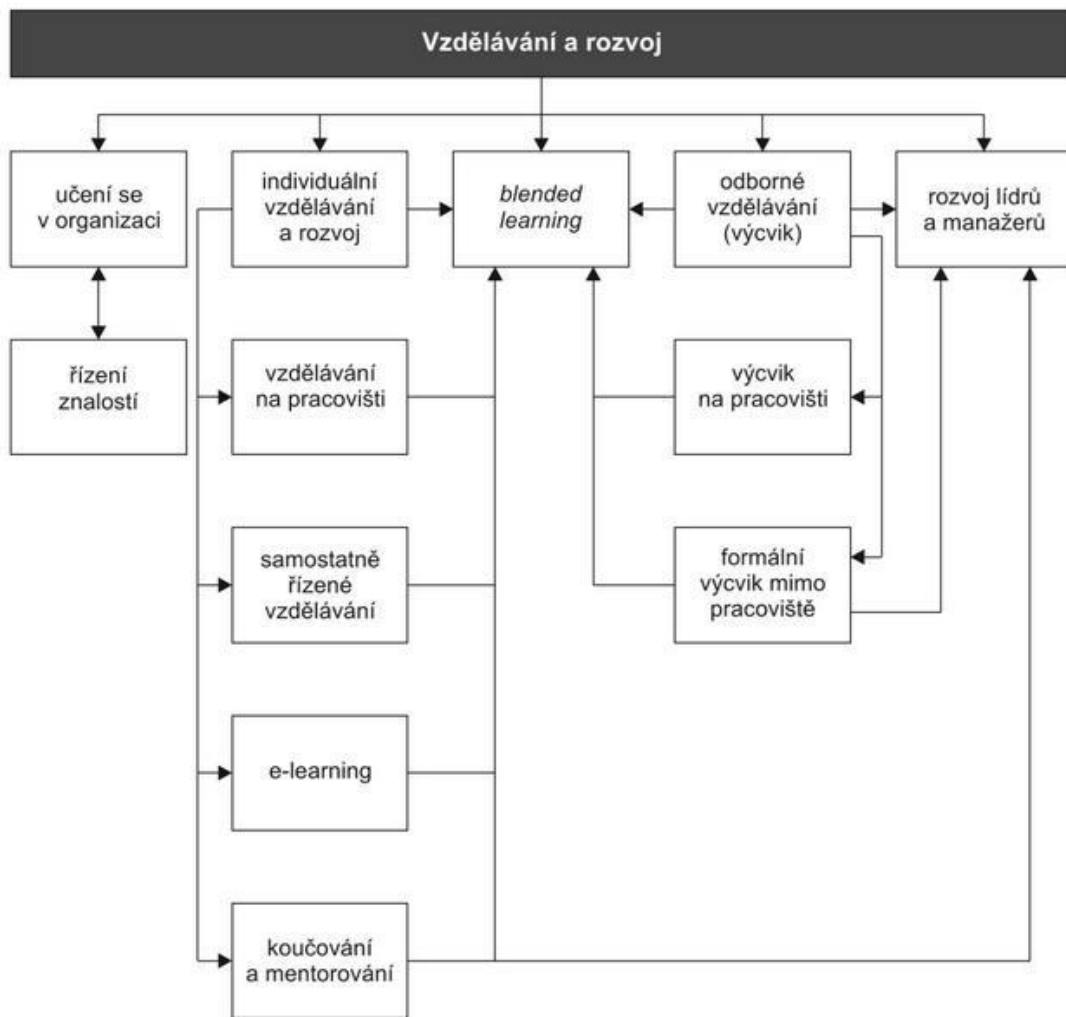 Vzdělávání a rozvoj
učení se
v organizaci
individuální
vzdělávání
a rozvoj
blended
learning
odborné
vzdělávání
(výcvik)
rozvoj lídrů
a manažerů
řízení
znalostí
vzdělávání
na pracovišti
výcvik
na pracovišti
samostatně
řízené
vzdělávání
formální
výcvik mimo
pracoviště
e-learning
koučování
a mentorování